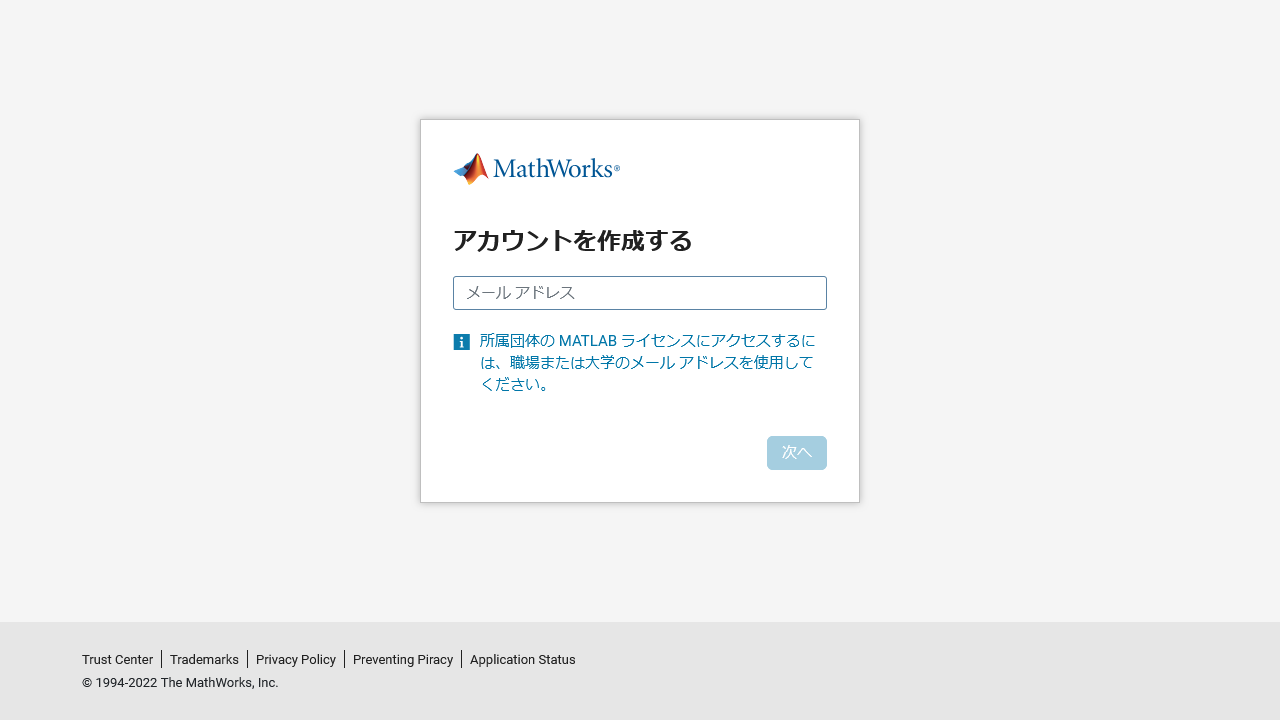 MathWorks®
アカウントを作成する
メール アドレス
所属団体の MATLAB ライセンスにアクセスするに
は、職場または大学のメール アドレスを使用して
ください。
次へ
Trust Center Trademarks Privacy Policy Preventing Piracy Application Status
© 1994-2022 The MathWorks, Inc.